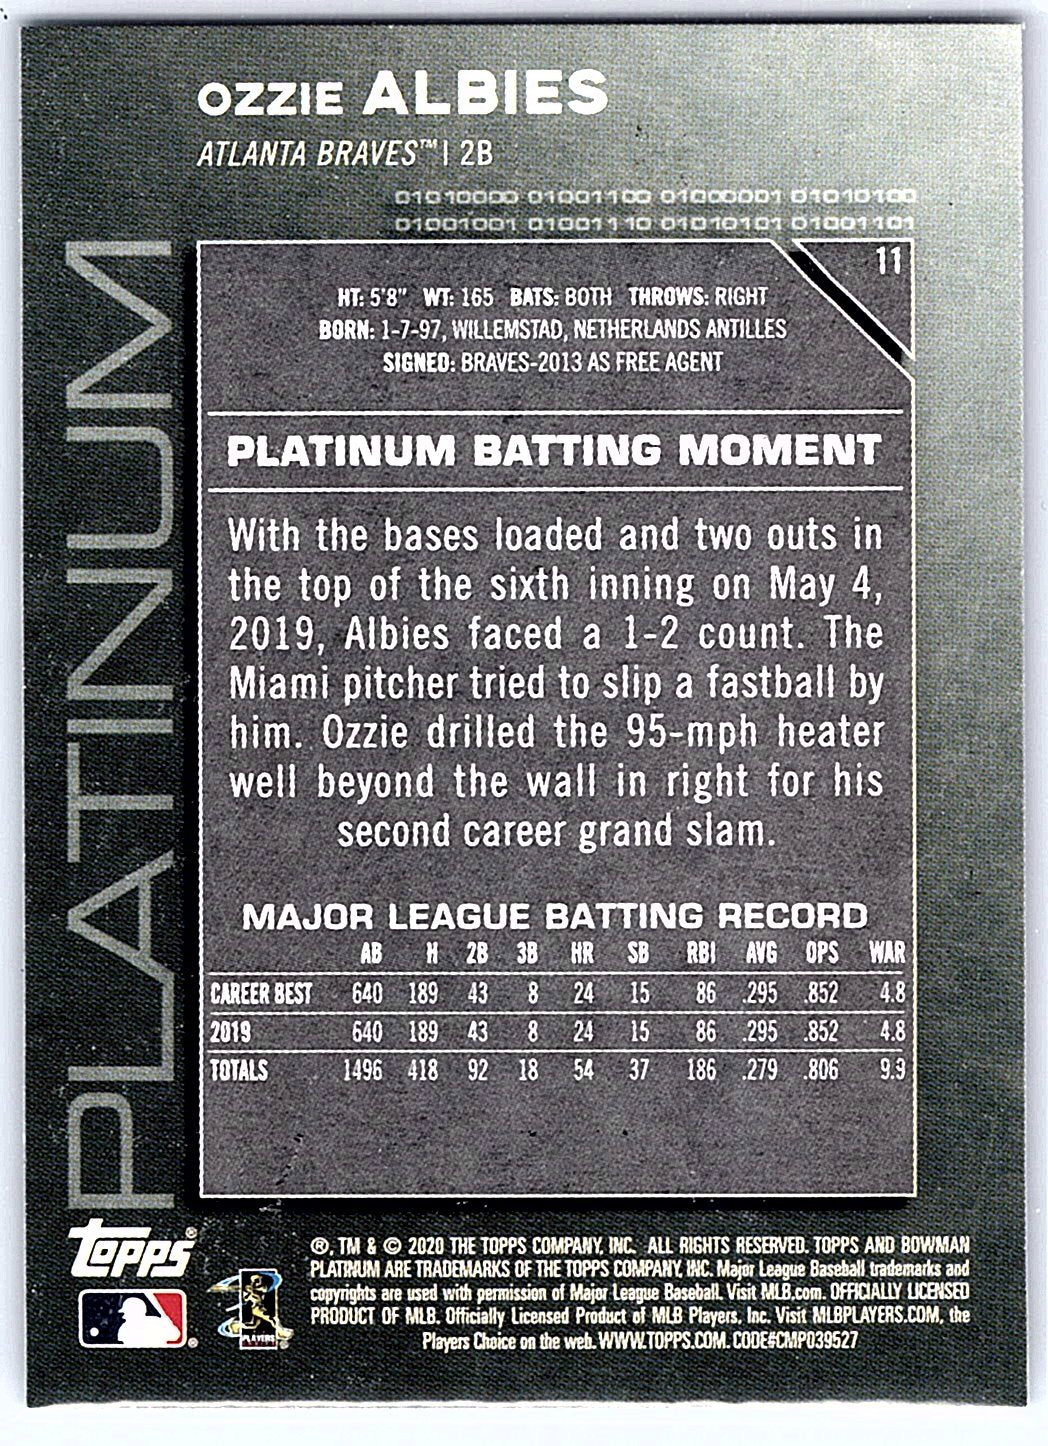 OZZIE ALBIES
ATLANTA BRAVES™ | 2B
01010000 01001100 01000001 01010100
01001001 01001110 01010101 01001101
PLATINUM
11
HT: 5'8" WT: 165 BATS: BOTH THROWS: RIGHT
BORN: 1-7-97, WILLEMSTAD, NETHERLANDS ANTILLES
SIGNED: BRAVES-2013 AS FREE AGENT
PLATINUM BATTING MOMENT
With the bases loaded and two outs in
the top of the sixth inning on May 4,
2019, Albies faced a 1-2 count. The
Miami pitcher tried to slip a fastball by
him. Ozzie drilled the 95-mph heater
well beyond the wall in right for his
second career grand slam.
MAJOR LEAGUE BATTING RECORD
AB H 2B 3B HR SB RBI AVG OPS WAR
CAREER BEST 640 189 43 8 24 15 86 .295 .852 4.8
2019 640 189 43 8 24 15 86 .295 .852 4.8
TOTALS 1496 418 92 18 54 37 186 .279 .806 9.9
Topps®
PLAYERS
®, TM & © 2020 THE TOPPS COMPANY, INC. ALL RIGHTS RESERVED. TOPPS AND BOWMAN
PLATINUM ARE TRADEMARKS OF THE TOPPS COMPANY, INC. Major League Baseball trademarks and
copyrights are used with permission of Major League Baseball. Visit MLB.com. OFFICIALLY LICENSED
PRODUCT OF MLB. Officially Licensed Product of MLB Players, Inc. Visit MLBPLAYERS.COM, the
Players Choice on the web. WWW.TOPPS.COM. CODE#CMP039527